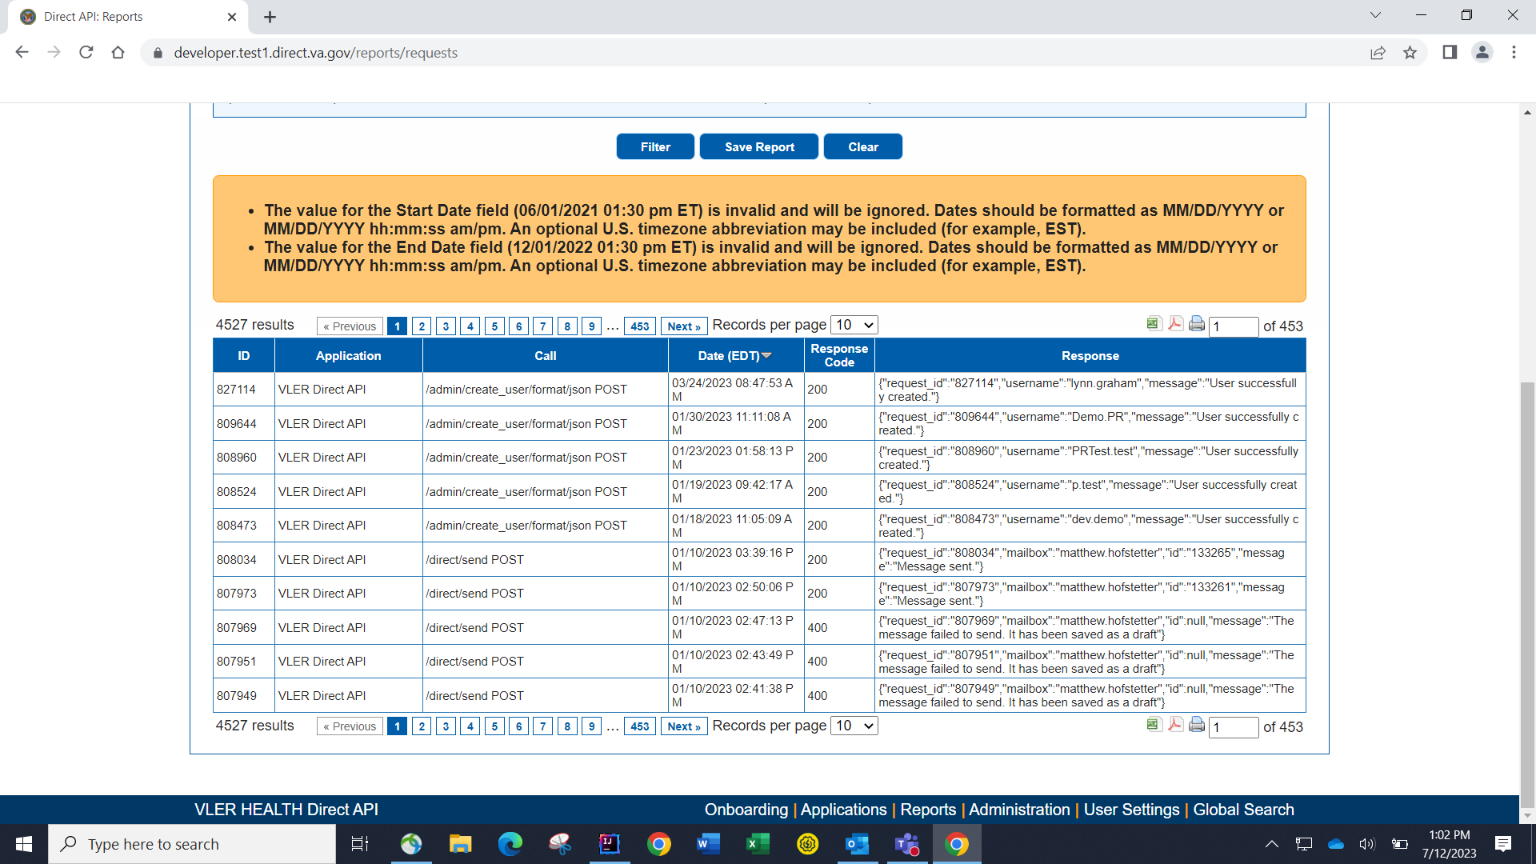 Direct API: Reports
developer.test1.direct.va.gov/reports/requests
Filter
Save Report
Clear
• The value for the Start Date field (06/01/2021 01:30 pm ET) is invalid and will be ignored. Dates should be formatted as MM/DD/YYYY or
MM/DD/YYYY hh:mm:ss am/pm. An optional U.S. timezone abbreviation may be included (for example, EST).
• The value for the End Date field (12/01/2022 01:30 pm ET) is invalid and will be ignored. Dates should be formatted as MM/DD/YYYY or
MM/DD/YYYY hh:mm:ss am/pm. An optional U.S. timezone abbreviation may be included (for example, EST).
4527 results « Previous 1 2 3 4 5 6 7 8 9 ... 453 Next » Records per page 10 1 of 453
ID Application Call Date (EDT) Response Code Response
827114 VLER Direct API /admin/create_user/format/json POST 03/24/2023 08:47:53 A
M 200 {"request_id":"827114","username":"lynn.graham","message":"User successfull
y created."}
809644 VLER Direct API /admin/create_user/format/json POST 01/30/2023 11:11:08 A
M 200 {"request_id":"809644","username":"Demo.PR","message":"User successfully c
reated."}
808960 VLER Direct API /admin/create_user/format/json POST 01/23/2023 01:58:13 P
M 200 {"request_id":"808960","username":"PRTest.test","message":"User successfully
created."}
808524 VLER Direct API /admin/create_user/format/json POST 01/19/2023 09:42:17 A
M 200 {"request_id":"808524","username":"p.test","message":"User successfully creat
ed."}
808473 VLER Direct API /admin/create_user/format/json POST 01/18/2023 11:05:09 A
M 200 {"request_id":"808473","username":"dev.demo","message":"User successfully c
reated."}
808034 VLER Direct API /direct/send POST 01/10/2023 03:39:16 P
M 200 {"request_id":"808034","mailbox":"matthew.hofstetter","id":"133265","messag
e":"Message sent."}
807973 VLER Direct API /direct/send POST 01/10/2023 02:50:06 P
M 200 {"request_id":"807973","mailbox":"matthew.hofstetter","id":"133261","messag
e":"Message sent."}
807969 VLER Direct API /direct/send POST 01/10/2023 02:47:13 P
M 400 {"request_id":"807969","mailbox":"matthew.hofstetter","id":null,"message":"The
message failed to send. It has been saved as a draft"}
807951 VLER Direct API /direct/send POST 01/10/2023 02:43:49 P
M 400 {"request_id":"807951","mailbox":"matthew.hofstetter","id":null,"message":"The
message failed to send. It has been saved as a draft"}
807949 VLER Direct API /direct/send POST 01/10/2023 02:41:38 P
M 400 {"request_id":"807949","mailbox":"matthew.hofstetter","id":null,"message":"The
message failed to send. It has been saved as a draft"}
4527 results « Previous 1 2 3 4 5 6 7 8 9 ... 453 Next » Records per page 10 1 of 453
VLER HEALTH Direct API
Onboarding | Applications | Reports | Administration | User Settings | Global Search
Type here to search
1:02 PM
7/12/2023